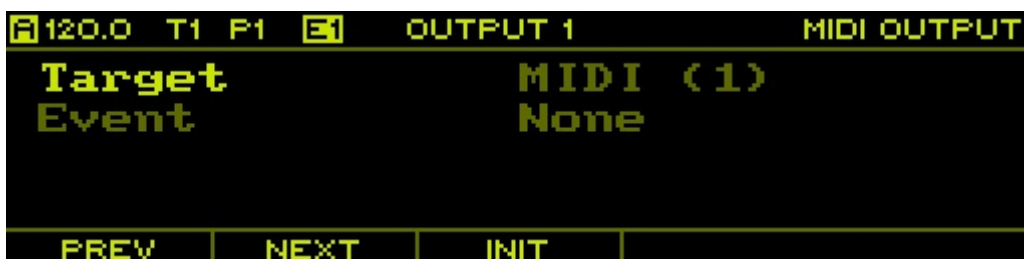 A 120.0 T1 P1 E1 OUTPUT 1 MIDI OUTPUT
Target MIDI (1)
Event None
PREV NEXT INIT